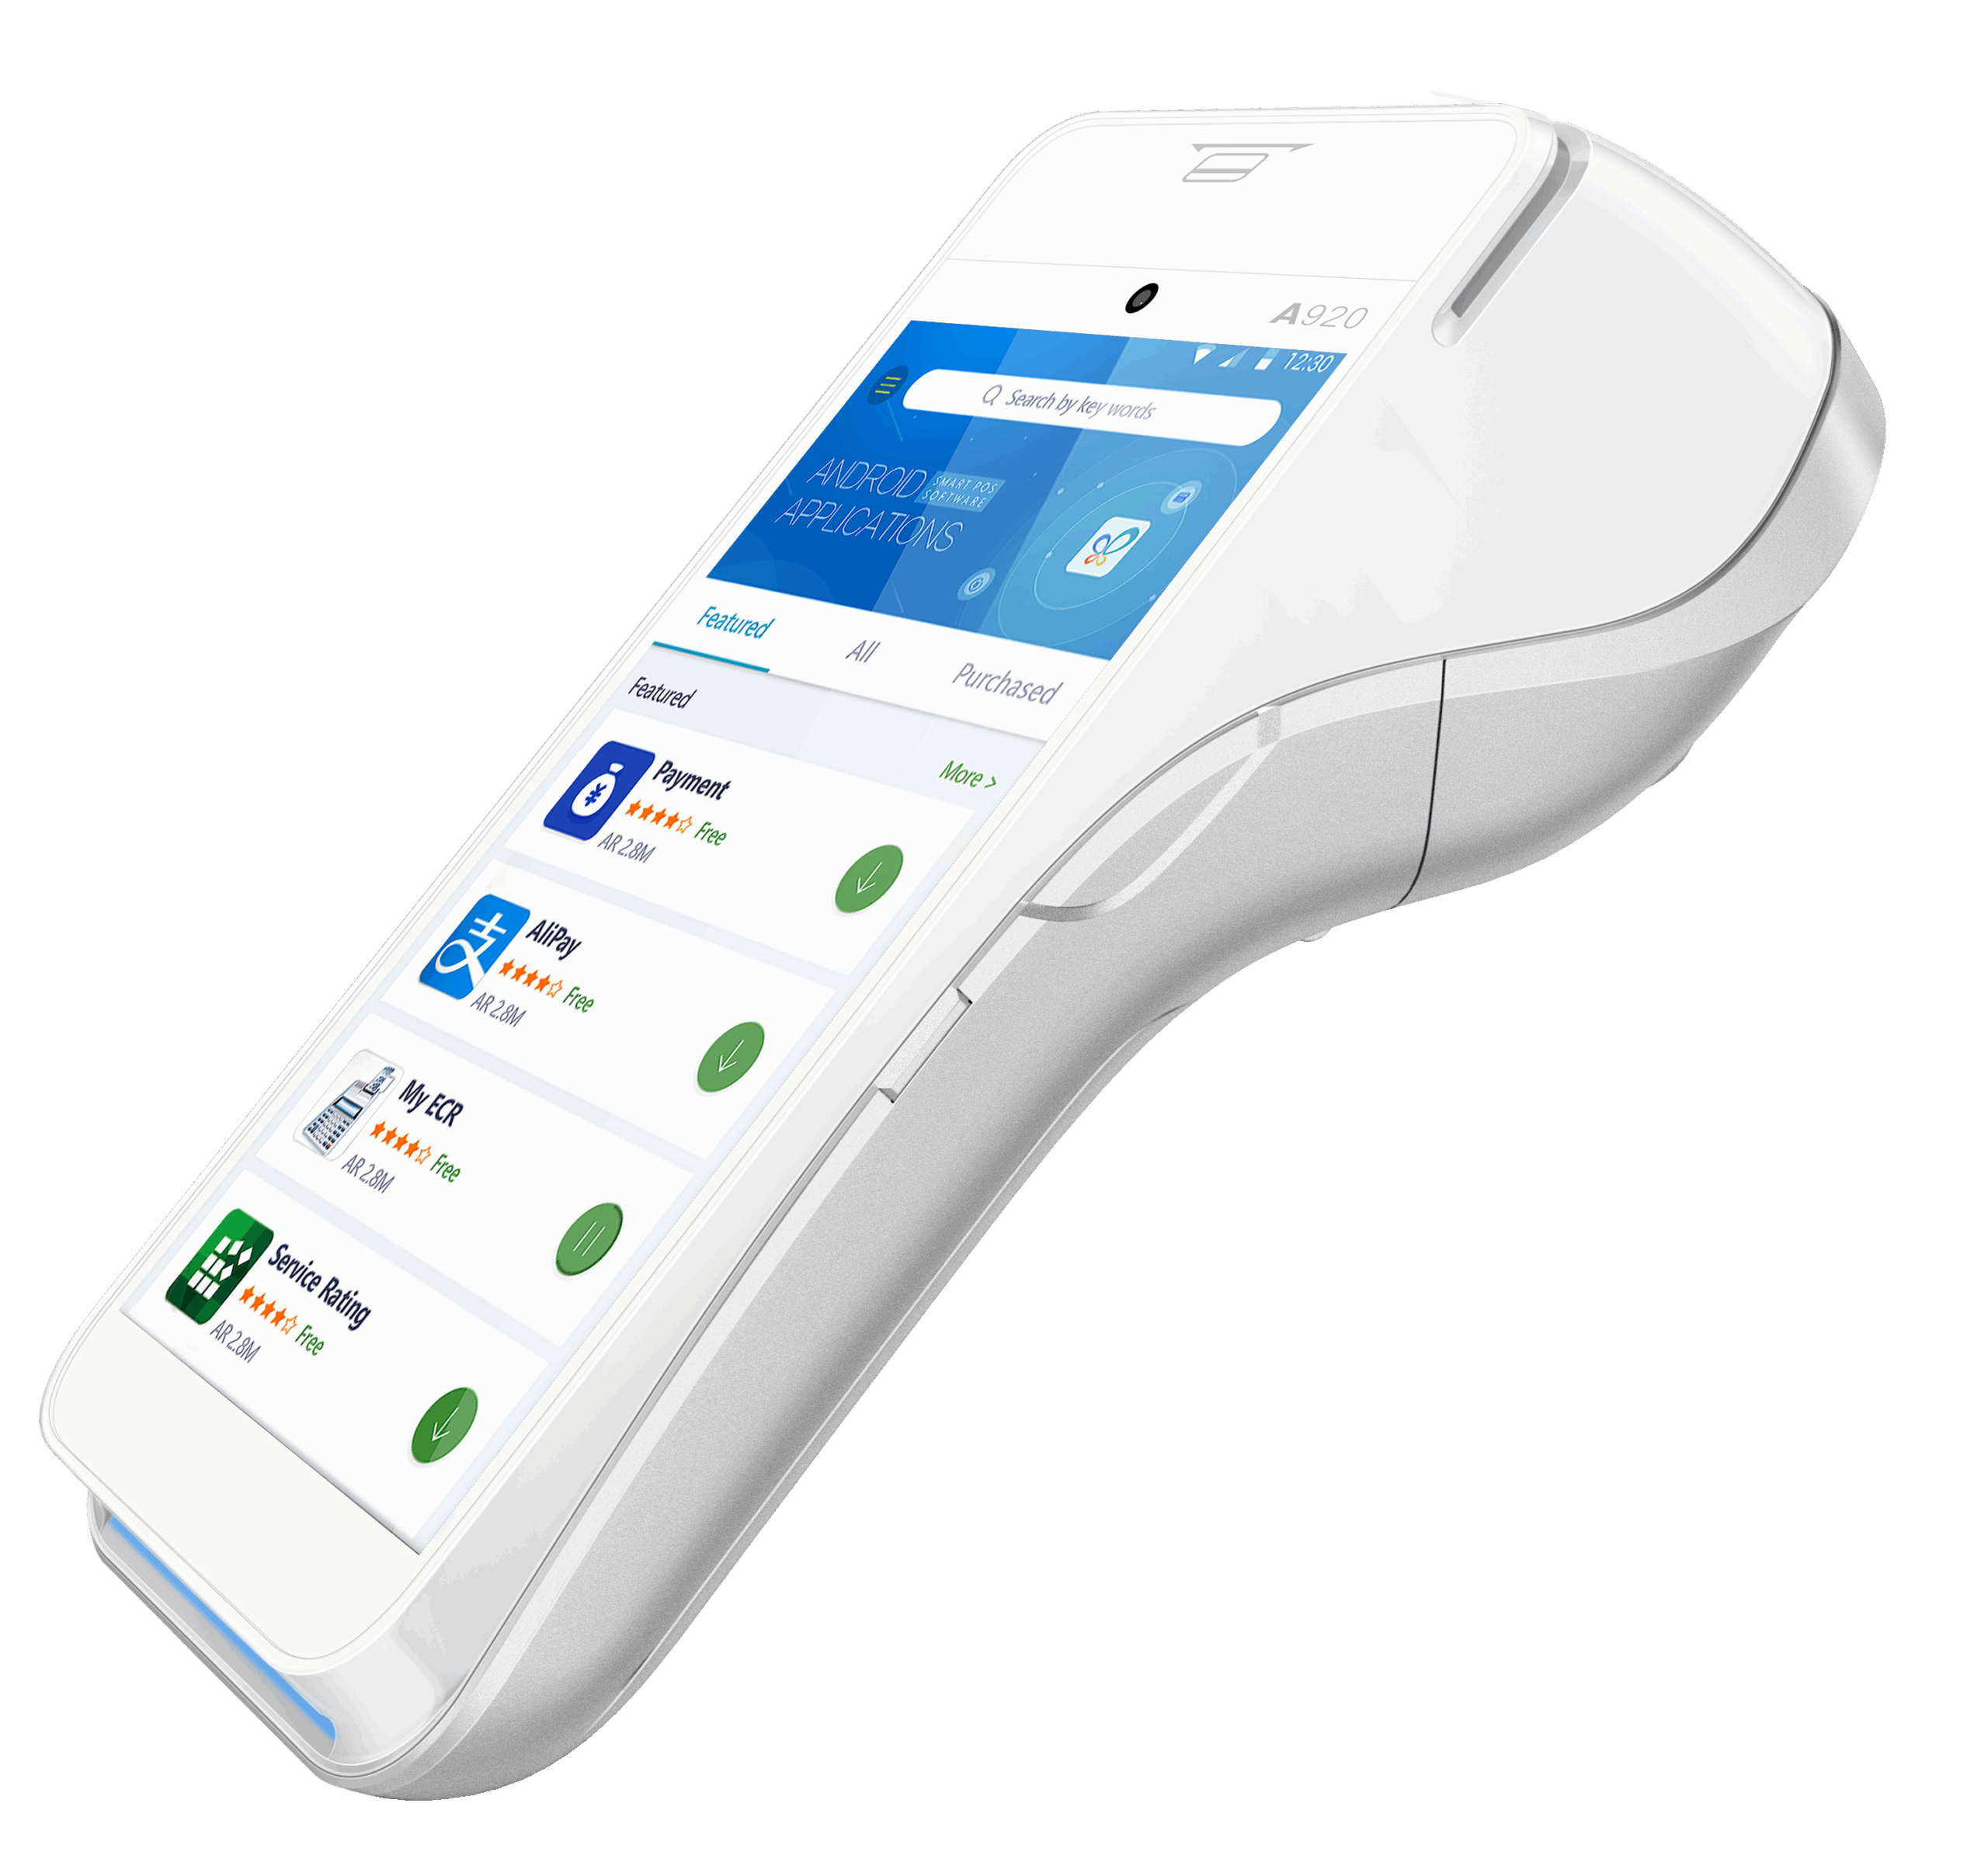 A920
12:30
Search by key words
ANDROID
SMART POS
SOFTWARE
APPLICATIONS
Featured
All
Purchased
Featured
More >
Payment
Free
AR 2.8M
支
AliPay
Free
AR 2.8M
My ECR
Free
AR 2.8M
Service Rating
Free
AR 2.8M